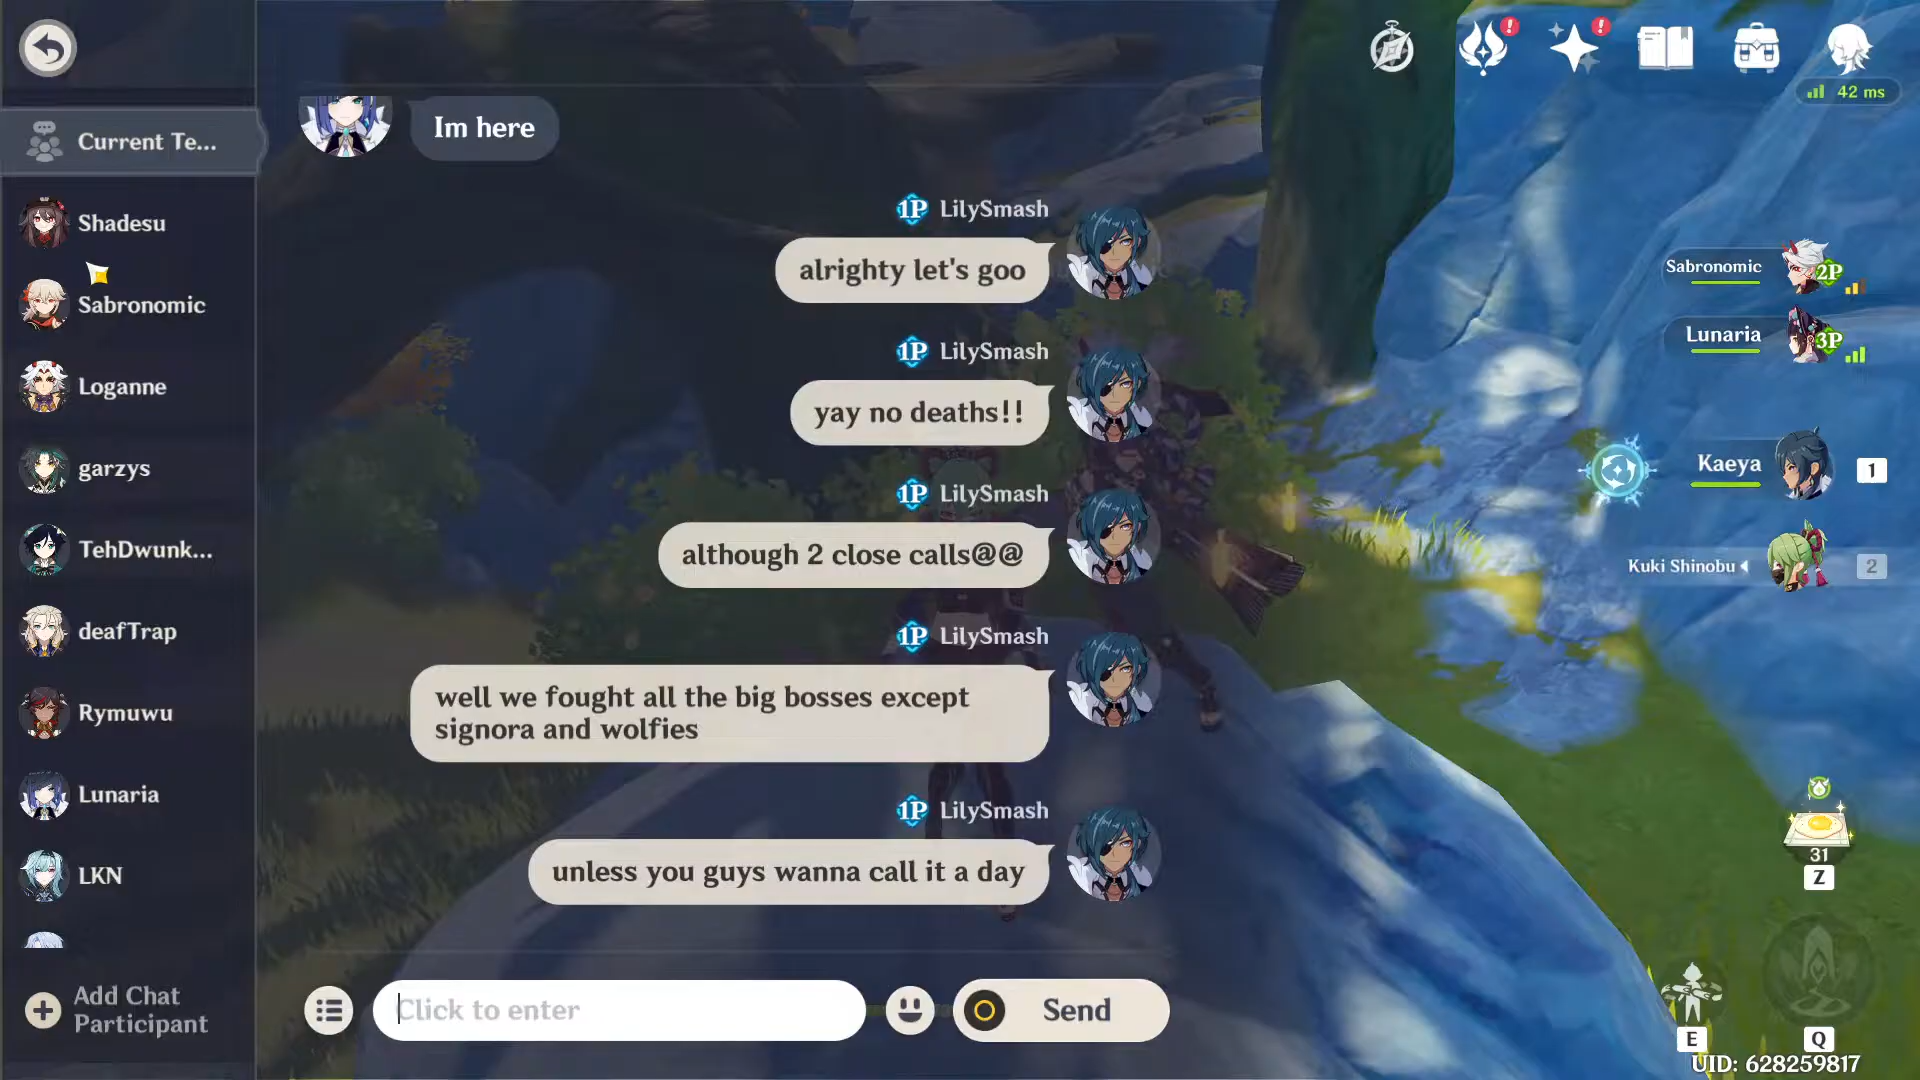 Current Te...
Shadesu
Sabronomic
Loganne
garzys
TehDwunk...
deafTrap
Rymuwu
Lunaria
LKN
Add Chat
Participant
Im here
1P LilySmash
alrighty let's goo
1P LilySmash
yay no deaths!!
1P LilySmash
although 2 close calls@@
1P LilySmash
well we fought all the big bosses except
signora and wolfies
1P LilySmash
unless you guys wanna call it a day
Click to enter
Send
42 ms
Sabronomic 2P
Lunaria 3P
Kaeya 1
Kuki Shinobu 2
31
Z
E
Q
UID: 628259817